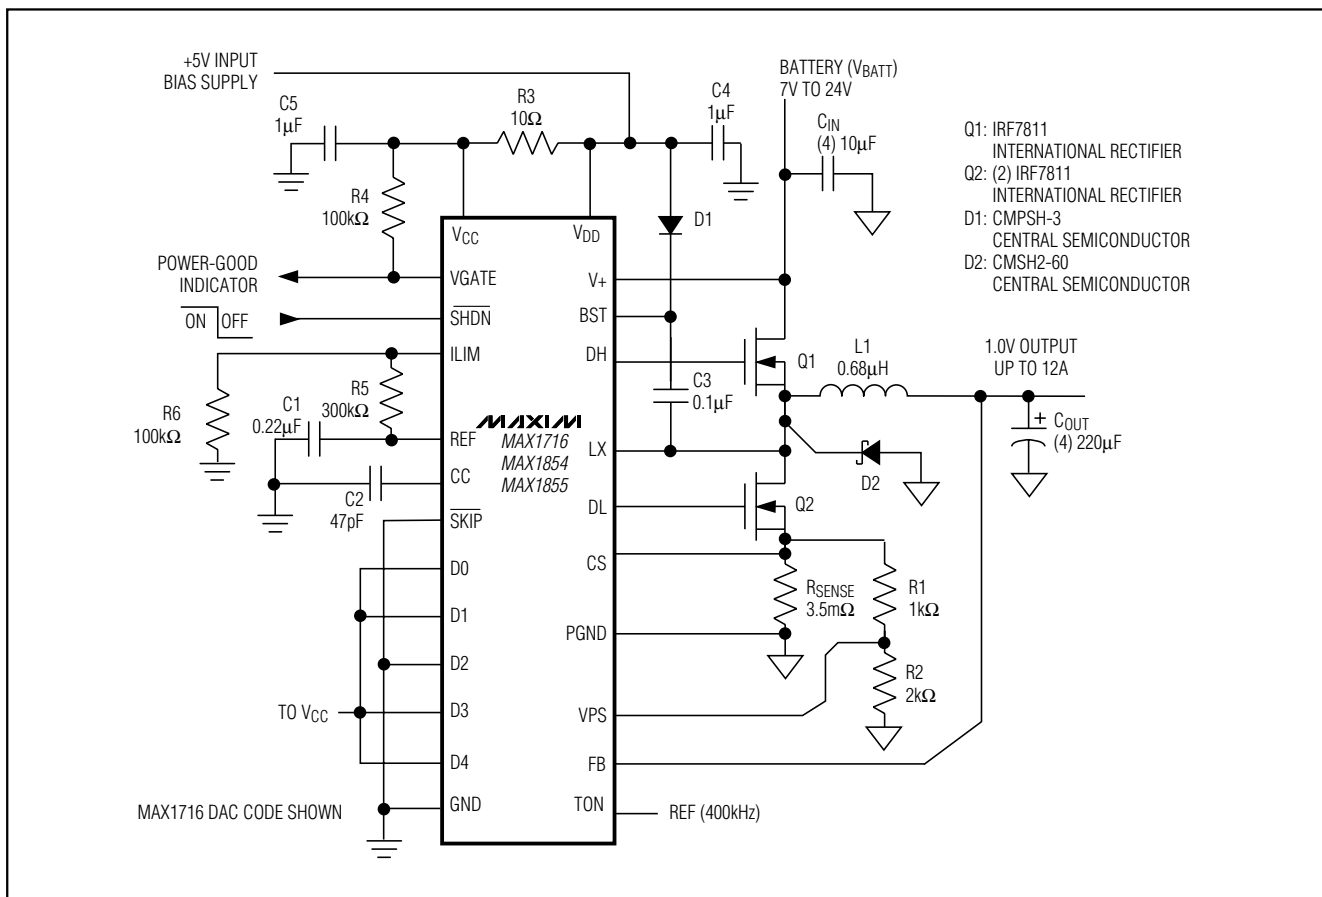 +5V INPUT
BIAS SUPPLY
C5
1µF
R3
10Ω
C4
1µF
BATTERY (VBATT)
7V TO 24V
CIN
(4) 10µF
Q1: IRF7811
INTERNATIONAL RECTIFIER
Q2: (2) IRF7811
INTERNATIONAL RECTIFIER
D1: CMPSH-3
CENTRAL SEMICONDUCTOR
D2: CMSH2-60
CENTRAL SEMICONDUCTOR
R4
100kΩ
D1
VCC
VDD
POWER-GOOD
INDICATOR
VGATE
V+
ON OFF
SHDN
BST
ILIM
DH
Q1
L1
0.68µH
1.0V OUTPUT
UP TO 12A
R6
100kΩ
C1
0.22µF
R5
300kΩ
C3
0.1µF
+
COUT
(4) 220µF
MAXIM
MAX1716
MAX1854
MAX1855
REF
LX
D2
CC
C2
47pF
DL
Q2
SKIP
CS
D0
RSENSE
3.5mΩ
R1
1kΩ
D1
PGND
D2
R2
2kΩ
TO VCC
D3
VPS
D4
FB
MAX1716 DAC CODE SHOWN
GND
TON
REF (400kHz)